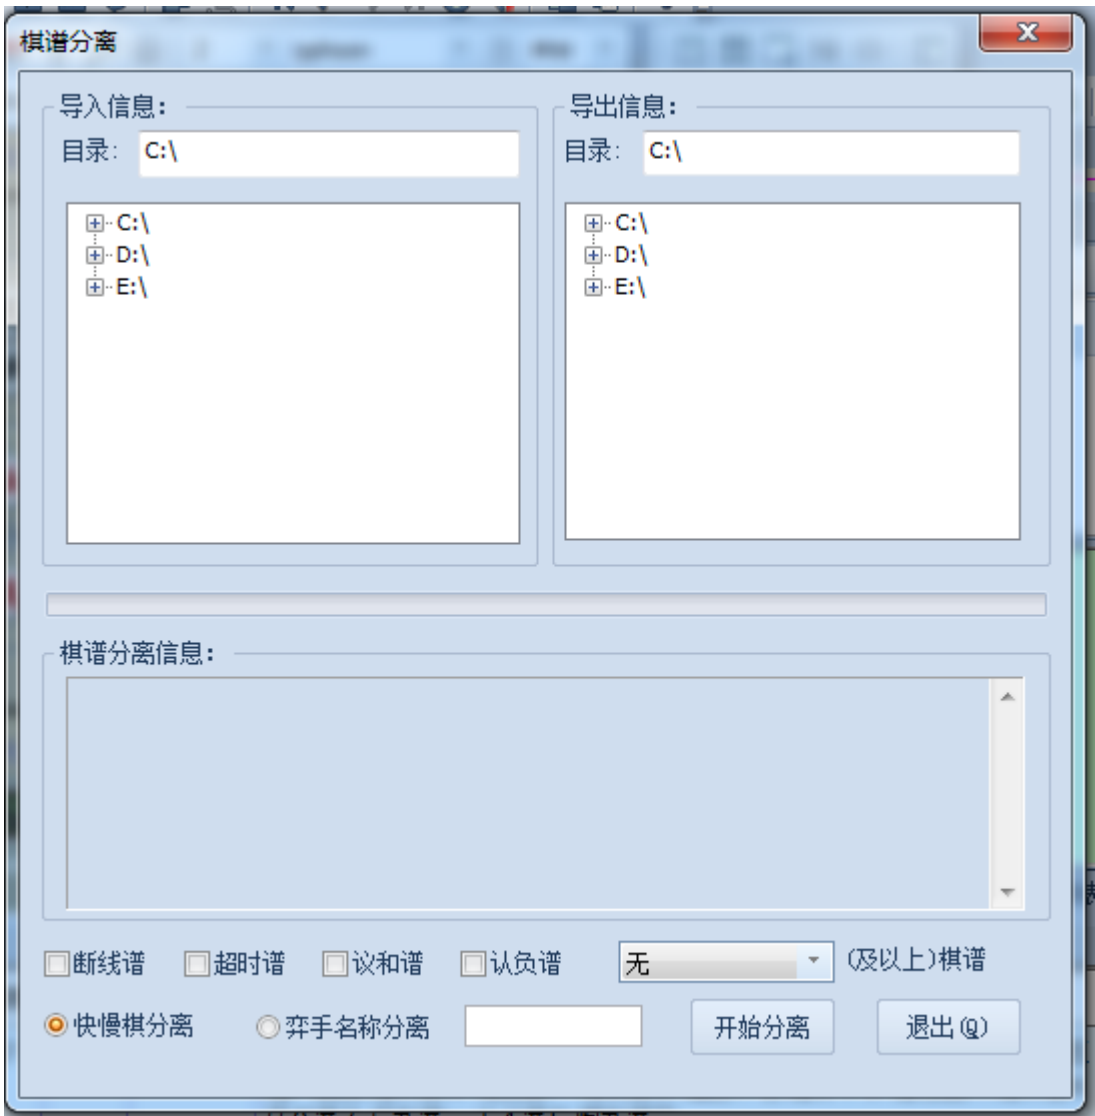 棋谱分离
导入信息:
目录: C:\
C:\
D:\
E:\
导出信息:
目录: C:\
C:\
D:\
E:\
棋谱分离信息:
断线谱 超时谱 议和谱 认负谱 无 (及以上)棋谱
快慢棋分离 弈手名称分离 开始分离 退出(Q)